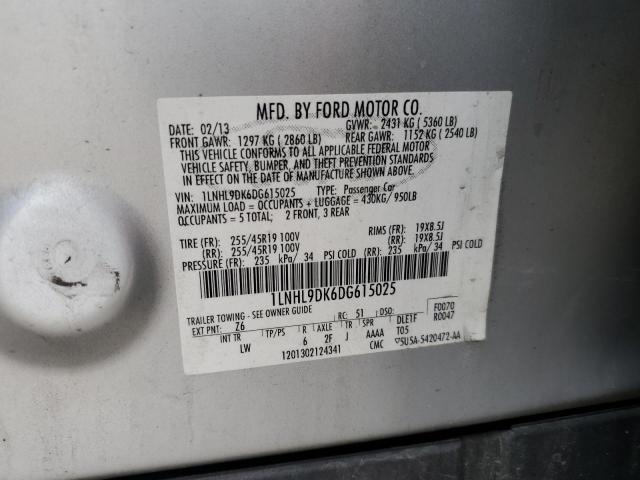 MFD. BY FORD MOTOR CO.
DATE: 02/13 GVWR: 2431 KG ( 5360 LB)
FRONT GAWR: 1297 KG ( 2860 LB) REAR GAWR: 1152 KG ( 2540 LB)
THIS VEHICLE CONFORMS TO ALL APPLICABLE FEDERAL MOTOR
VEHICLE SAFETY, BUMPER, AND THEFT PREVENTION STANDARDS
IN EFFECT ON THE DATE OF MANUFACTURE SHOWN ABOVE.
VIN: 1LNHL9DK6DG615025 TYPE: Passenger Car
MAXIMUM LOAD = OCCUPANTS + LUGGAGE = 430KG/ 950LB
OCCUPANTS = 5 TOTAL; 2 FRONT, 3 REAR
TIRE (FR): 255/45R19 100V RIMS (FR): 19X8.5J
(RR): 255/45R19 100V (RR): 19X8.5J
PRESSURE (FR): 235 kPa/ 34 PSI COLD (RR): 235 kPa/ 34 PSI COLD
1LNHL9DK6DG615025
TRAILER TOWING - SEE OWNER GUIDE
F0070
EXT PNT: Z6 RC: 51 DSO: R0047
INT TR TP/PS R AXLE TR SPR DLE1F
LW 6 2F J AAAA T05
1201302124341 CMC ▽5U5A-5420472-AA